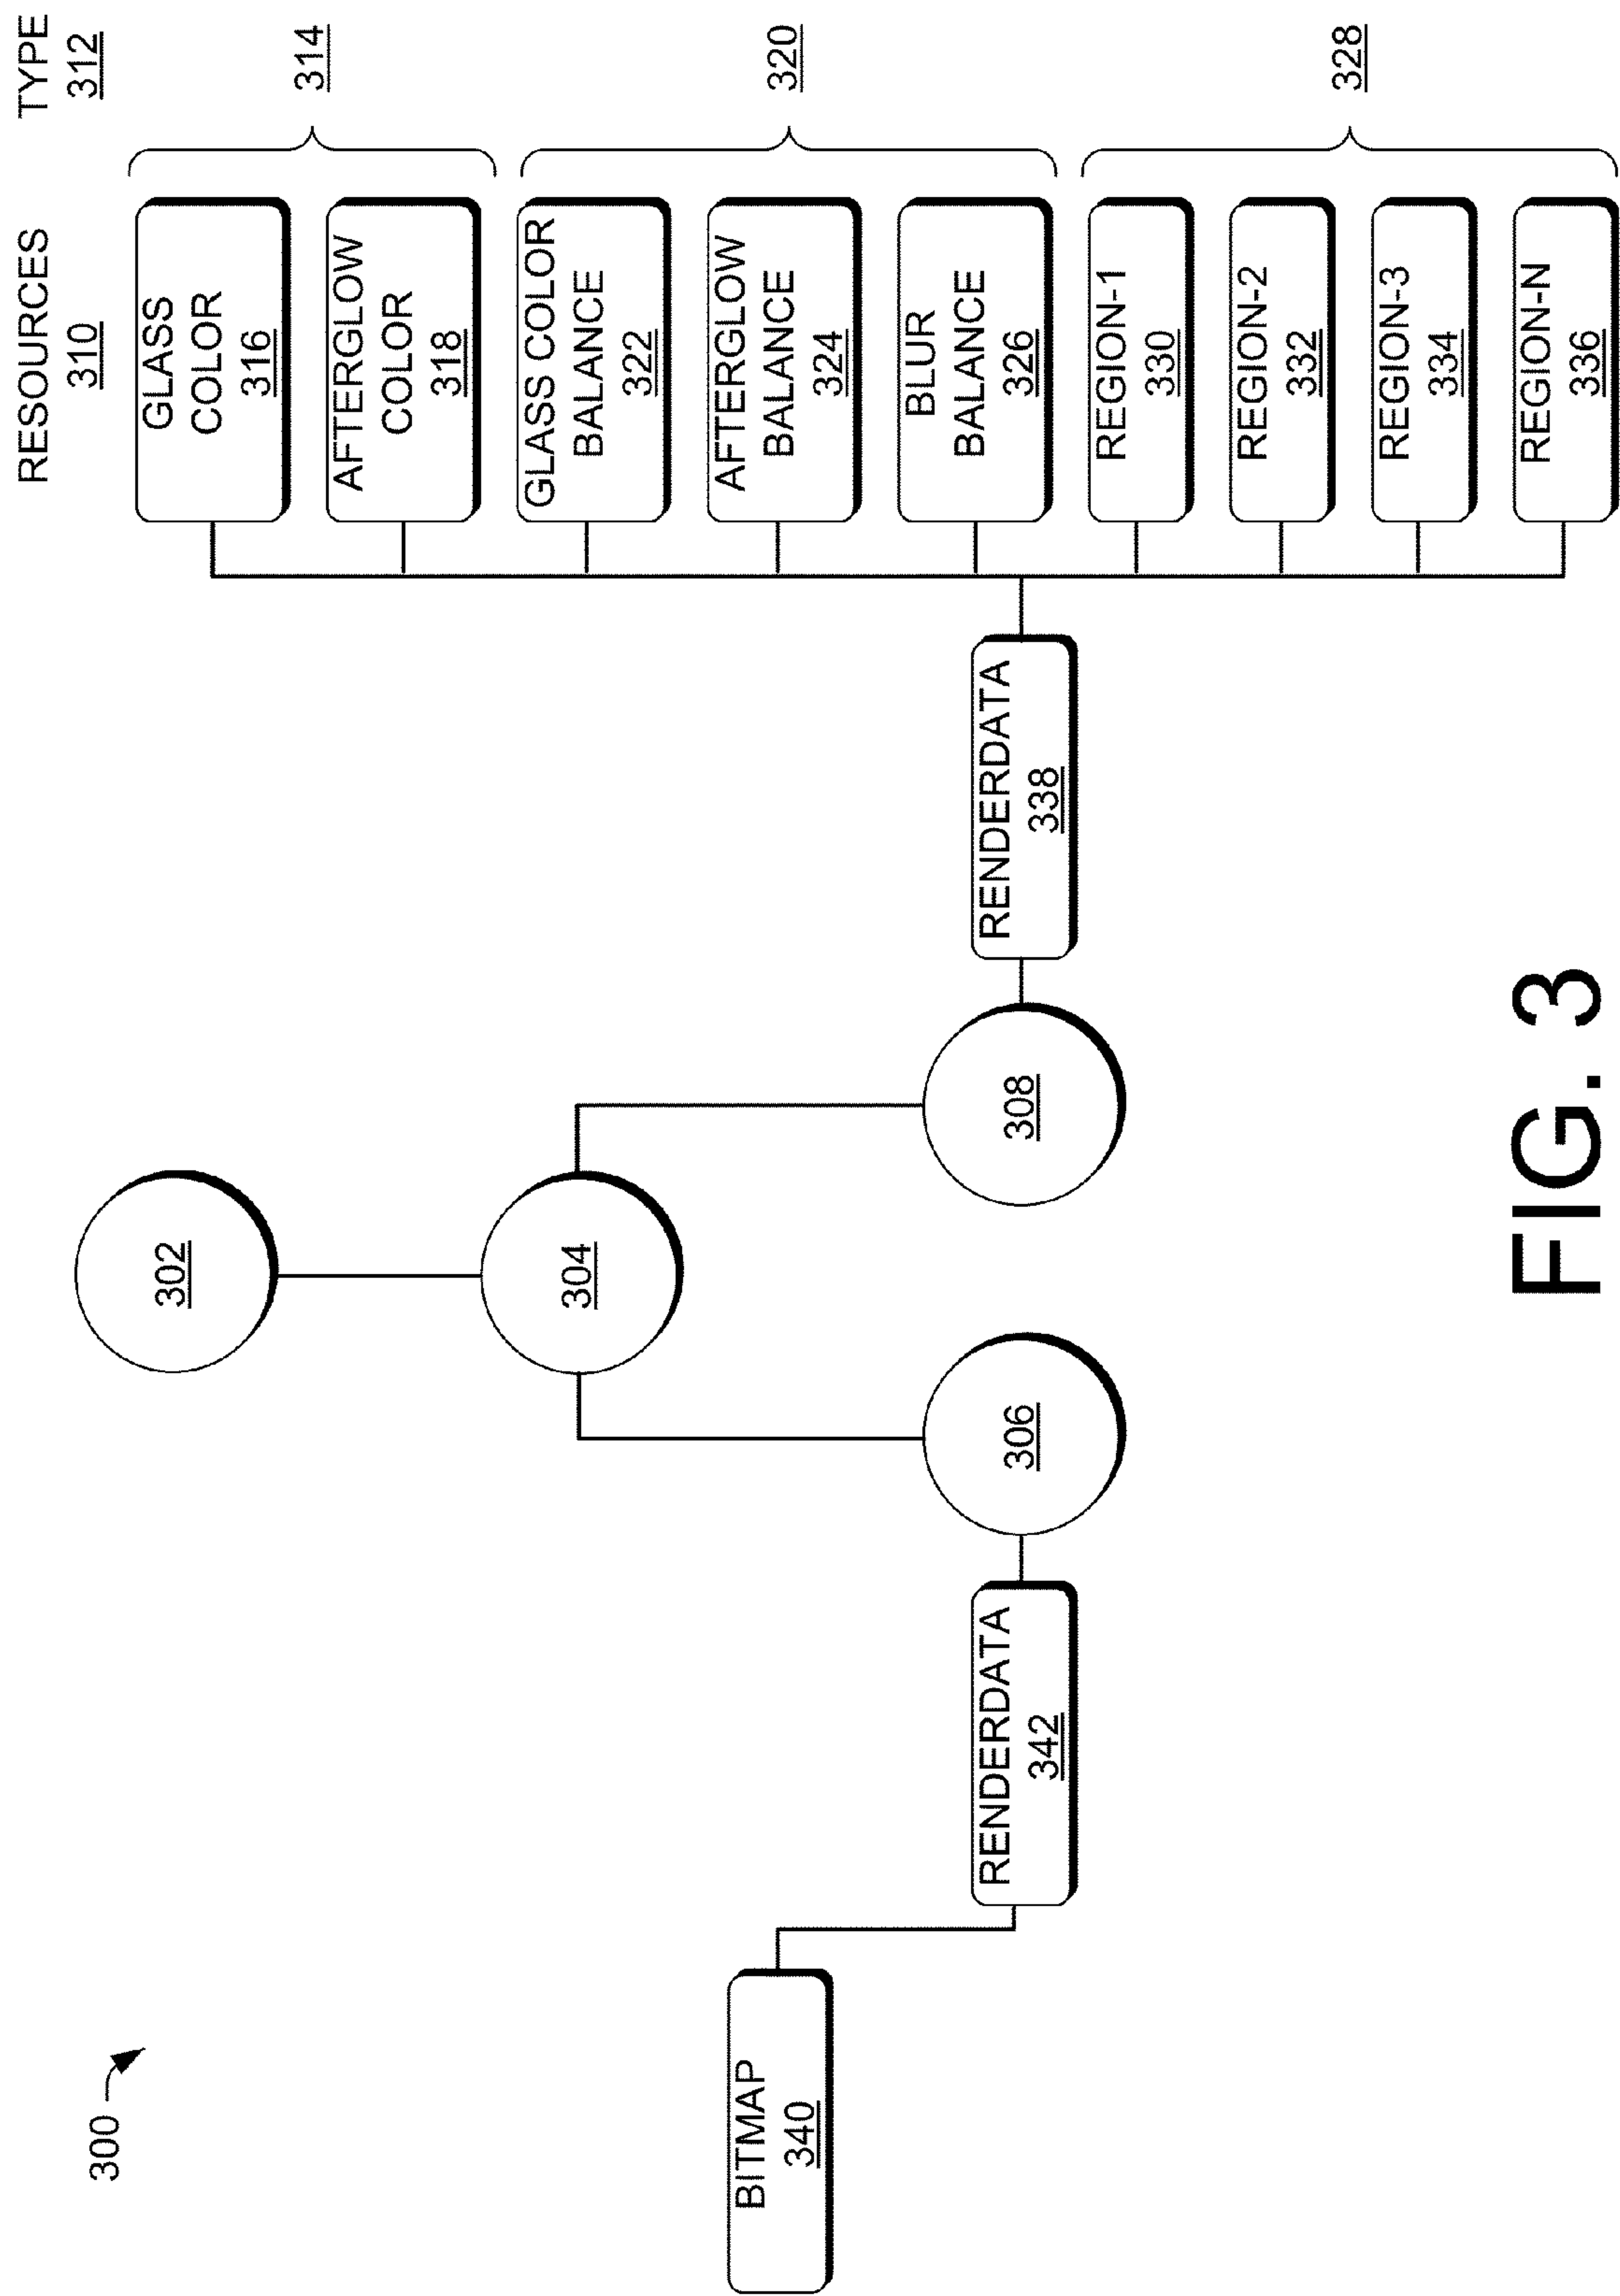 300
RESOURCES
310
TYPE
312
302
304
306
308
BITMAP
340
RENDERDATA
342
RENDERDATA
338
GLASS
COLOR
316
AFTERGLOW
COLOR
318
314
GLASS COLOR
BALANCE
322
AFTERGLOW
BALANCE
324
BLUR
BALANCE
326
320
REGION-1
330
REGION-2
332
REGION-3
334
REGION-N
336
328
FIG. 3